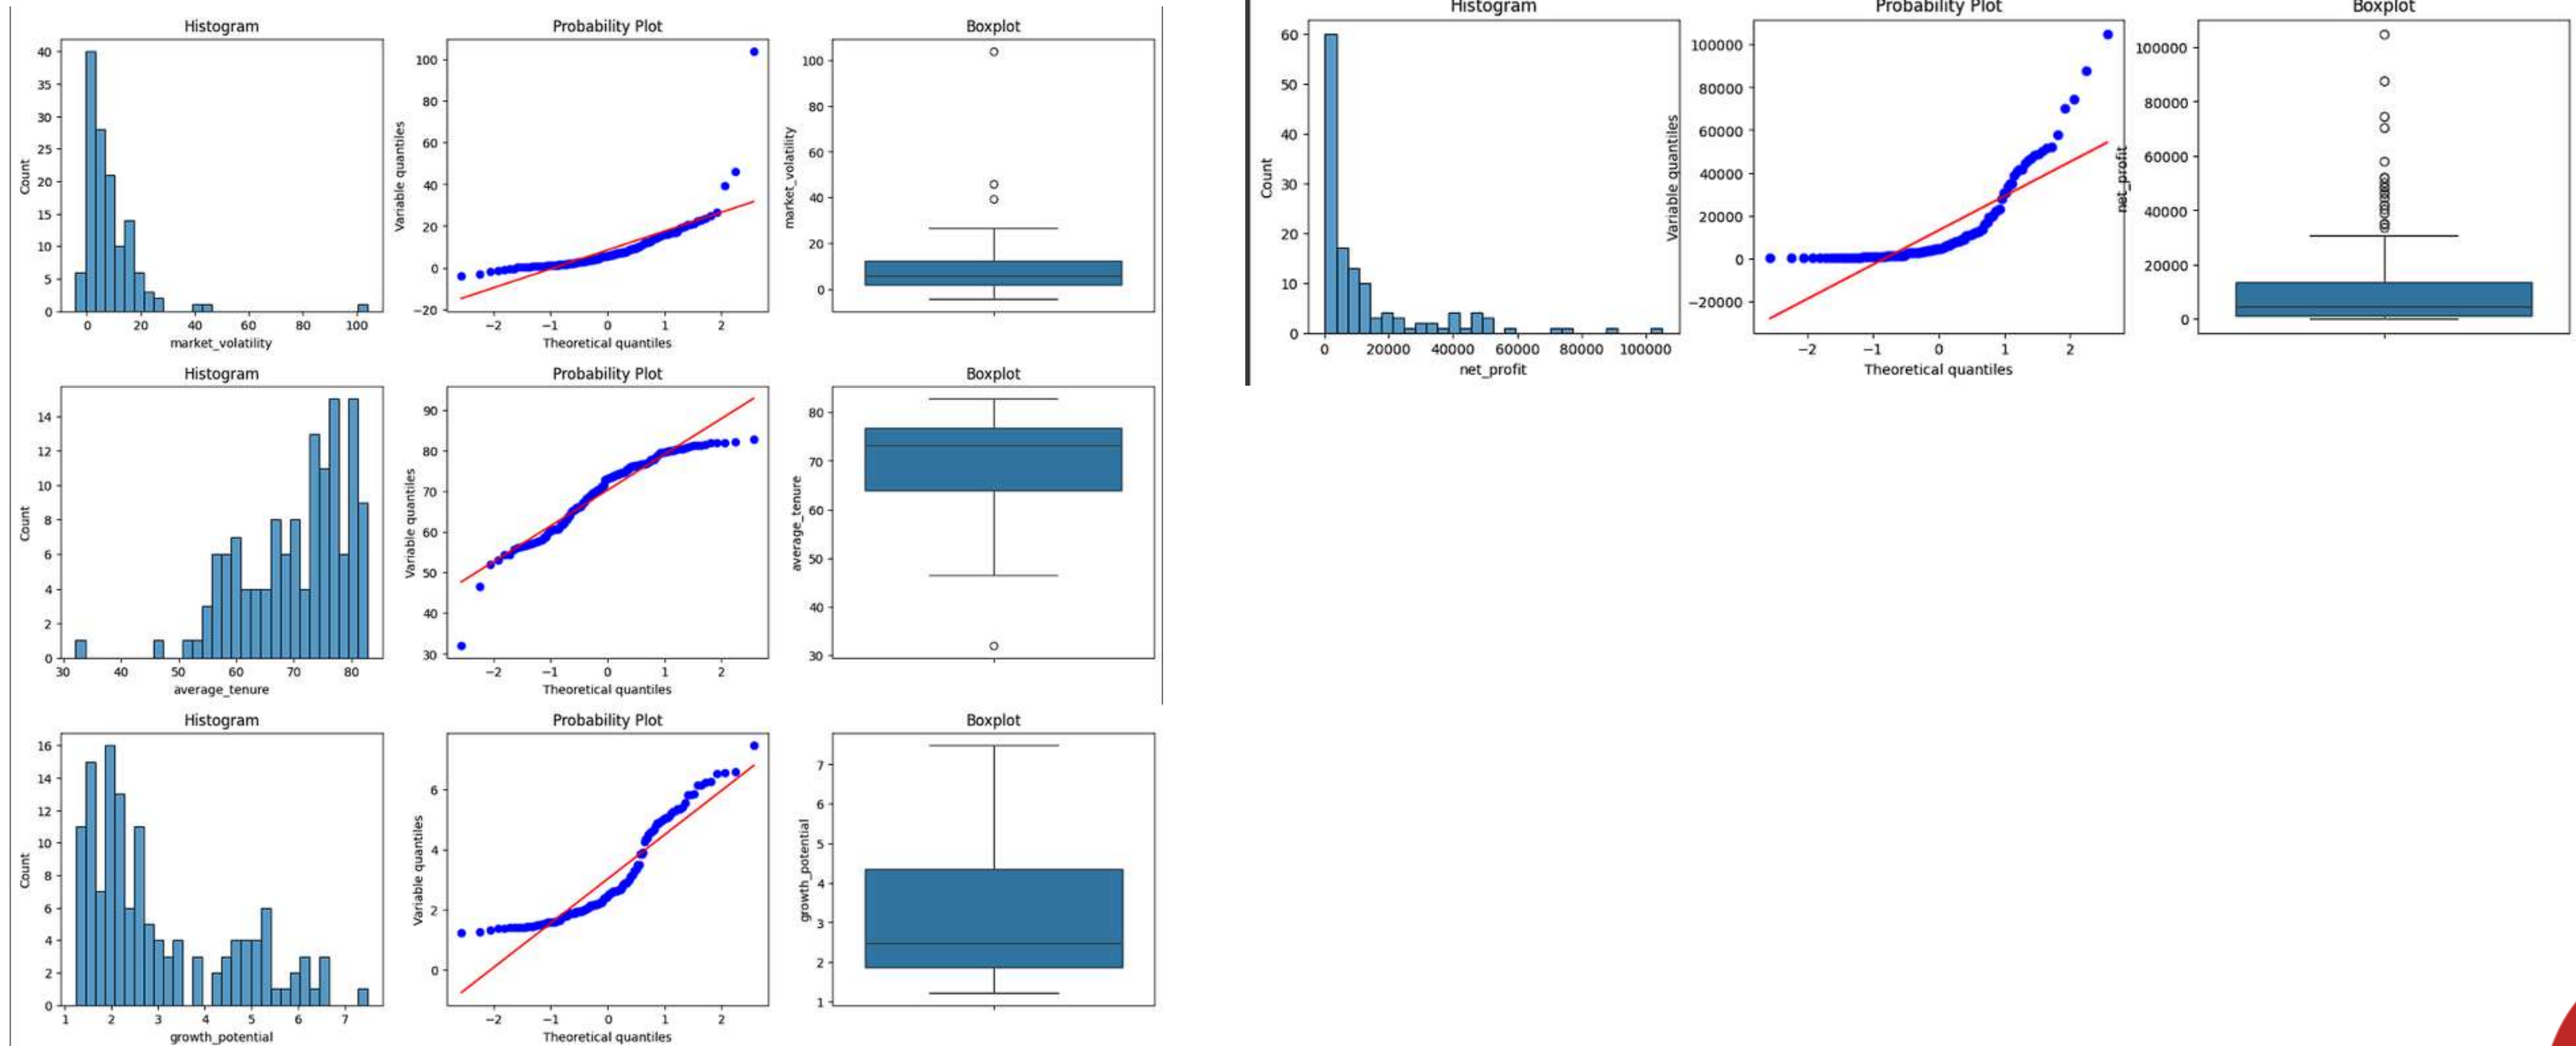 Histogram Probability Plot Boxplot
40
35
30
25
20
15
10
5
0
Count
0 20 40 60 80 100
market_volatility
100
80
60
40
20
0
−20
Variable quantiles
−2 −1 0 1 2
Theoretical quantiles
100
80
60
40
20
0
market_volatility
Histogram Probability Plot Boxplot
14
12
10
8
6
4
2
0
Count
30 40 50 60 70 80
average_tenure
90
80
70
60
50
40
30
Variable quantiles
−2 −1 0 1 2
Theoretical quantiles
80
70
60
50
40
30
average_tenure
Histogram Probability Plot Boxplot
16
14
12
10
8
6
4
2
0
Count
1 2 3 4 5 6 7
growth_potential
6
4
2
0
Variable quantiles
−2 −1 0 1 2
Theoretical quantiles
7
6
5
4
3
2
1
growth_potential
Histogram Probability Plot Boxplot
60
50
40
30
20
10
0
Count
0 20000 40000 60000 80000 100000
net_profit
100000
80000
60000
40000
20000
0
−20000
Variable quantiles
−2 −1 0 1 2
Theoretical quantiles
100000
80000
60000
40000
20000
0
net_profit